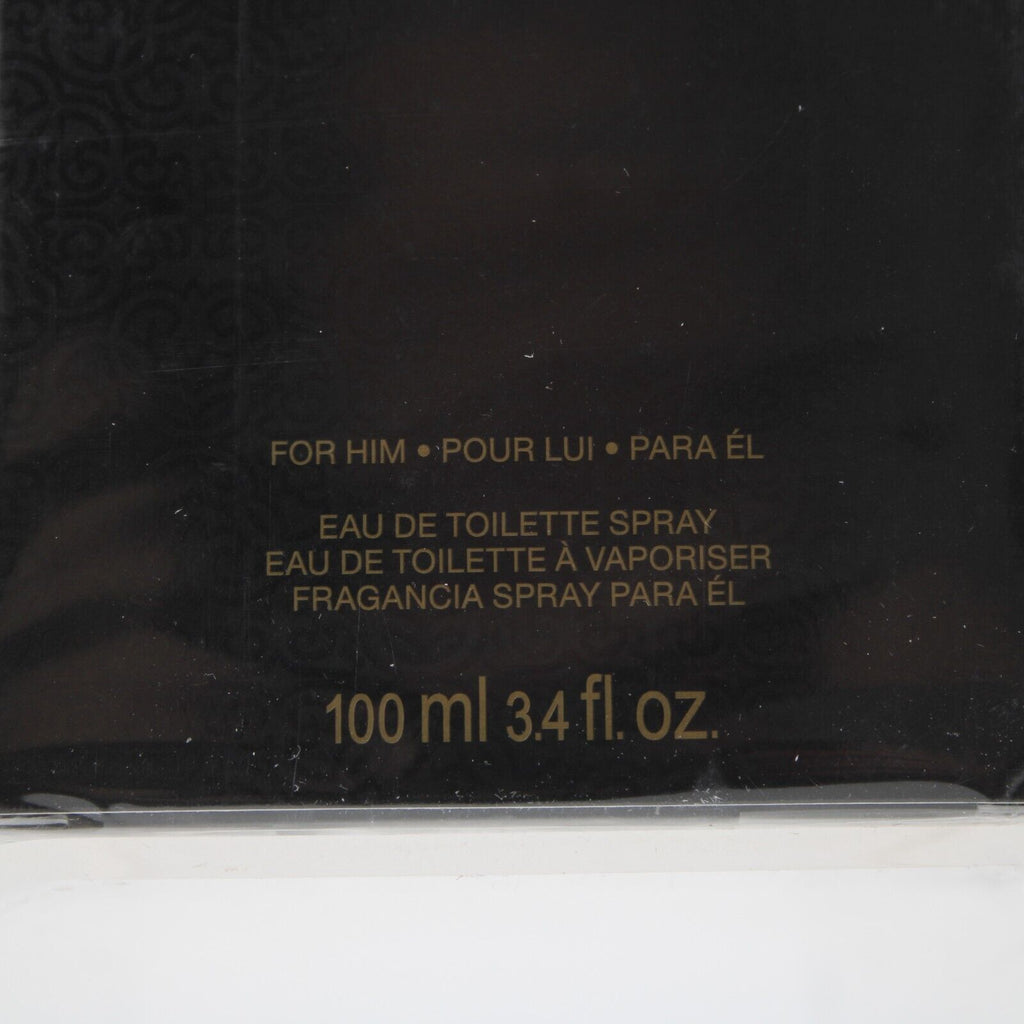 FOR HIM • POUR LUI • PARA ÉL
EAU DE TOILETTE SPRAY
EAU DE TOILETTE À VAPORISER
FRAGANCIA SPRAY PARA ÉL
100 ml 3.4 fl. oz.